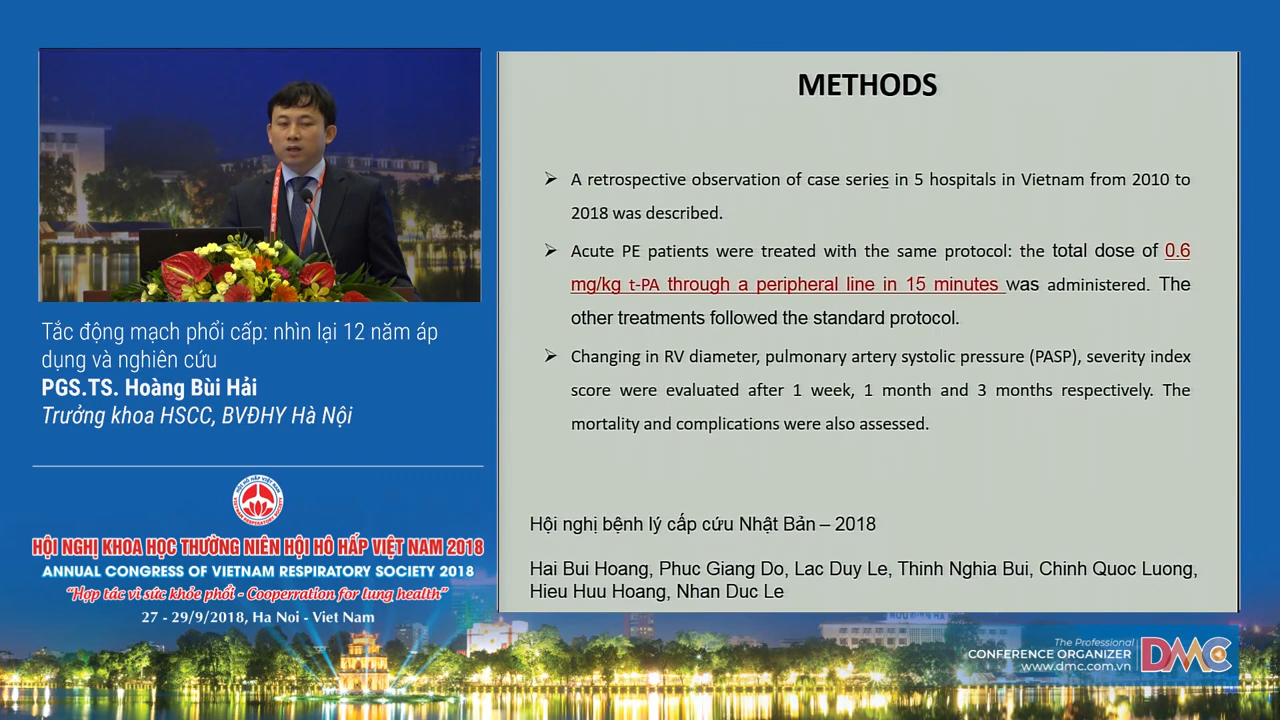 METHODS
A retrospective observation of case series in 5 hospitals in Vietnam from 2010 to
2018 was described.
Acute PE patients were treated with the same protocol: the total dose of 0.6
mg/kg t-PA through a peripheral line in 15 minutes was administered. The
other treatments followed the standard protocol.
Changing in RV diameter, pulmonary artery systolic pressure (PASP), severity index
score were evaluated after 1 week, 1 month and 3 months respectively. The
mortality and complications were also assessed.
Hội nghị bệnh lý cấp cứu Nhật Bản – 2018
Hai Bui Hoang, Phuc Giang Do, Lac Duy Le, Thinh Nghia Bui, Chinh Quoc Luong,
Hieu Huu Hoang, Nhan Duc Le
Tắc động mạch phổi cấp: nhìn lại 12 năm áp
dụng và nghiên cứu
PGS.TS. Hoàng Bùi Hải
Trưởng khoa HSCC, BVĐHY Hà Nội
HỘI NGHỊ KHOA HỌC THƯỜNG NIÊN HỘI HÔ HẤP VIỆT NAM 2018
ANNUAL CONGRESS OF VIETNAM RESPIRATORY SOCIETY 2018
"Hợp tác vì sức khỏe phổi - Cooperration for lung health"
27 - 29/9/2018, Ha Noi - Viet Nam
The Professional
CONFERENCE ORGANIZER
www.dmc.com.vn
DMC